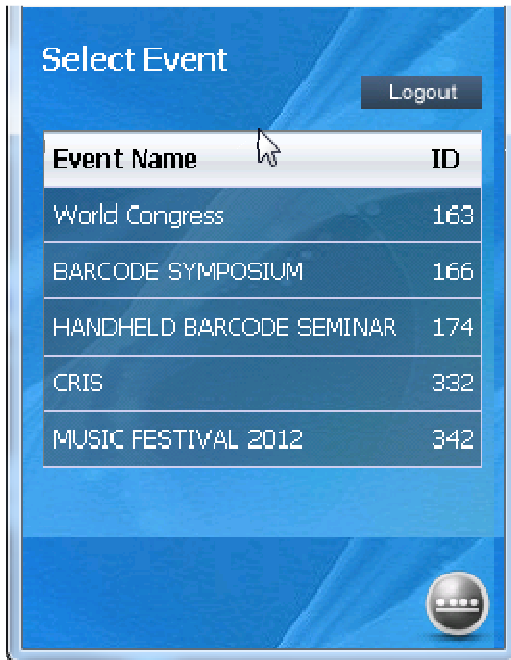 Select Event
Logout
Event Name ID
World Congress 163
BARCODE SYMPOSIUM 166
HANDHELD BARCODE SEMINAR 174
CRIS 332
MUSIC FESTIVAL 2012 342